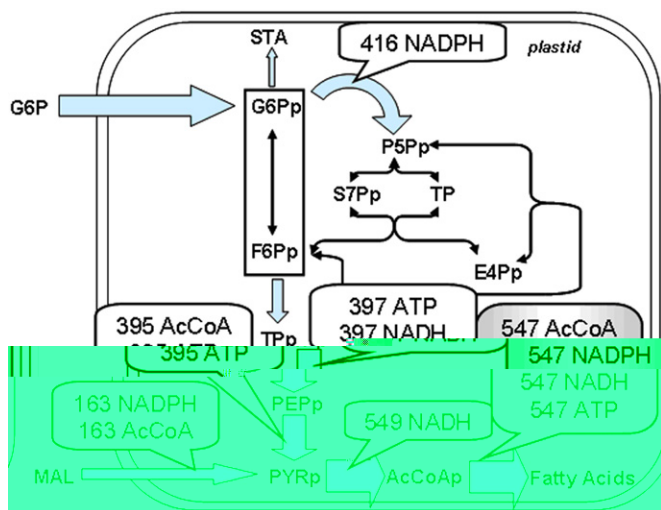 STA
416 NADPH
plastid
G6P
G6Pp
P5Pp
S7Pp
TP
F6Pp
E4Pp
397 ATP
397 NADH
395 AcCoA
395 ATP
TPp
547 AcCoA
547 NADPH
547 NADH
547 ATP
PEPp
163 NADPH
163 AcCoA
549 NADH
MAL
PYRp
AcCoAp
Fatty Acids